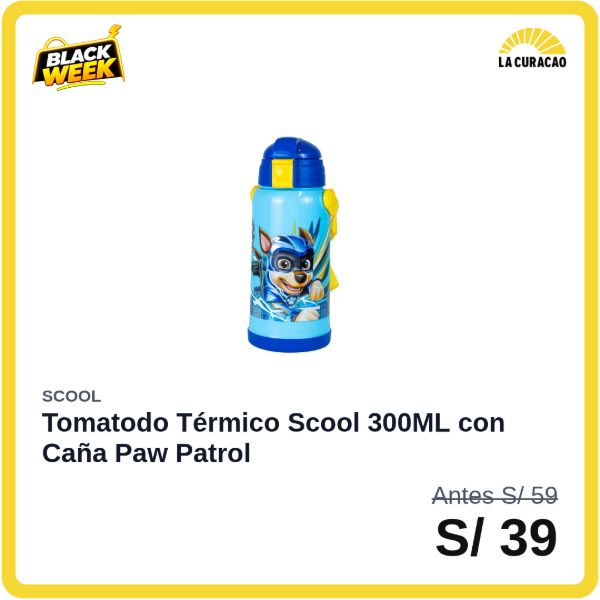 BLACK
WEEK
LA CURACAO
SCOOL
Tomatodo Térmico Scool 300ML con
Caña Paw Patrol
Antes S/ 59
S/ 39